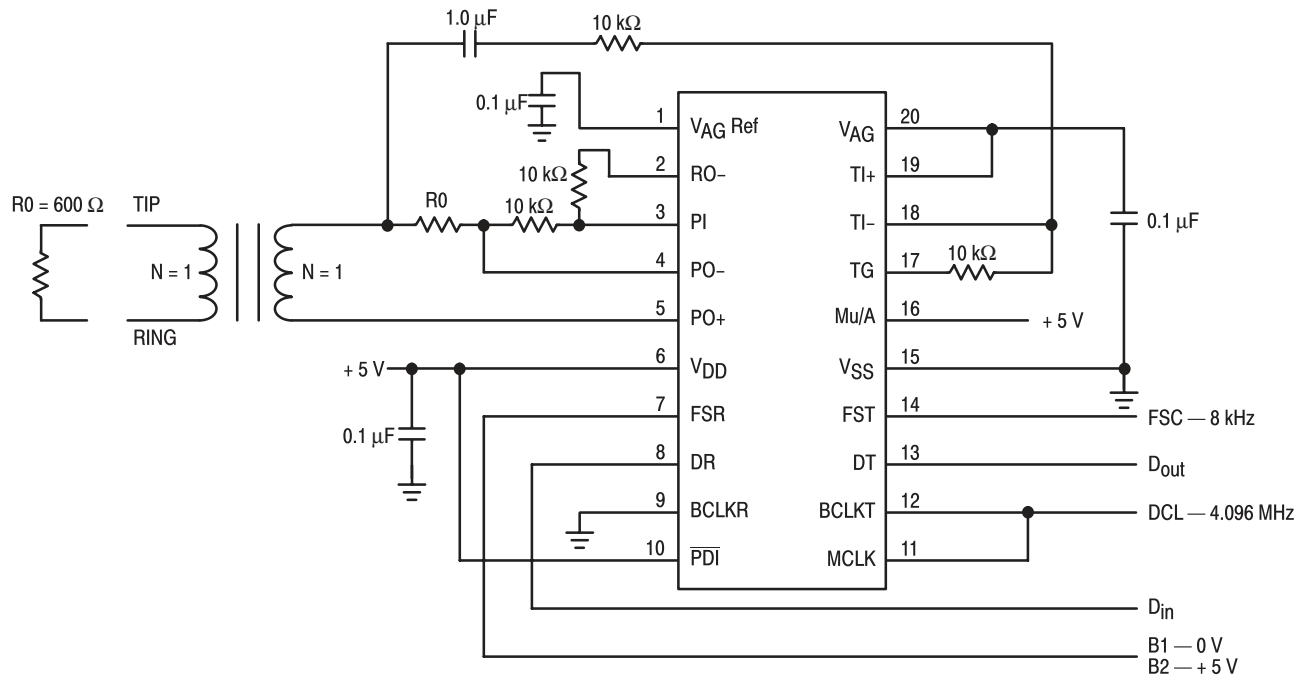 1.0 μF
10 kΩ
0.1 μF
1
VAG Ref
VAG
20
10 kΩ
2
RO–
TI+
19
R0 = 600 Ω
TIP
R0
10 kΩ
3
PI
TI–
18
0.1 μF
N = 1
N = 1
4
PO–
TG
17
10 kΩ
RING
5
PO+
Mu/A
16
+ 5 V
+ 5 V
6
VDD
VSS
15
7
FSR
FST
14
FSC — 8 kHz
0.1 μF
8
DR
DT
13
Dout
9
BCLKR
BCLKT
12
DCL — 4.096 MHz
10
PDI
MCLK
11
Din
B1 — 0 V
B2 — + 5 V